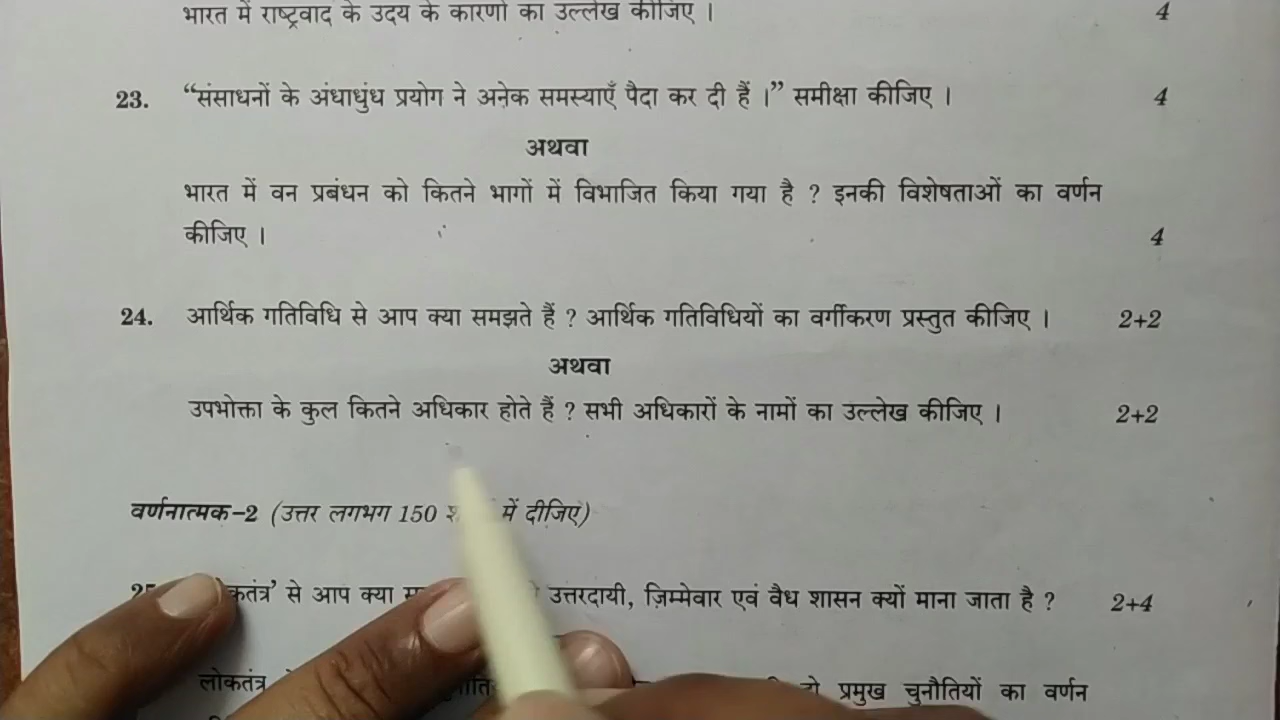 भारत में राष्ट्रवाद के उदय के कारणों का उल्लेख कीजिए । 4
23. “संसाधनों के अंधाधुंध प्रयोग ने अनेक समस्याएँ पैदा कर दी हैं ।” समीक्षा कीजिए । 4
अथवा
भारत में वन प्रबंधन को कितने भागों में विभाजित किया गया है ? इनकी विशेषताओं का वर्णन
कीजिए । 4
24. आर्थिक गतिविधि से आप क्या समझते हैं ? आर्थिक गतिविधियों का वर्गीकरण प्रस्तुत कीजिए । 2+2
अथवा
उपभोक्ता के कुल कितने अधिकार होते हैं ? सभी अधिकारों के नामों का उल्लेख कीजिए । 2+2
वर्णनात्मक-2 (उत्तर लगभग 150 में दीजिए)
से आप क्या उत्तरदायी, ज़िम्मेवार एवं वैध शासन क्यों माना जाता है ? 2+4
लोकतंत्र प्रमुख चुनौतियों का वर्णन